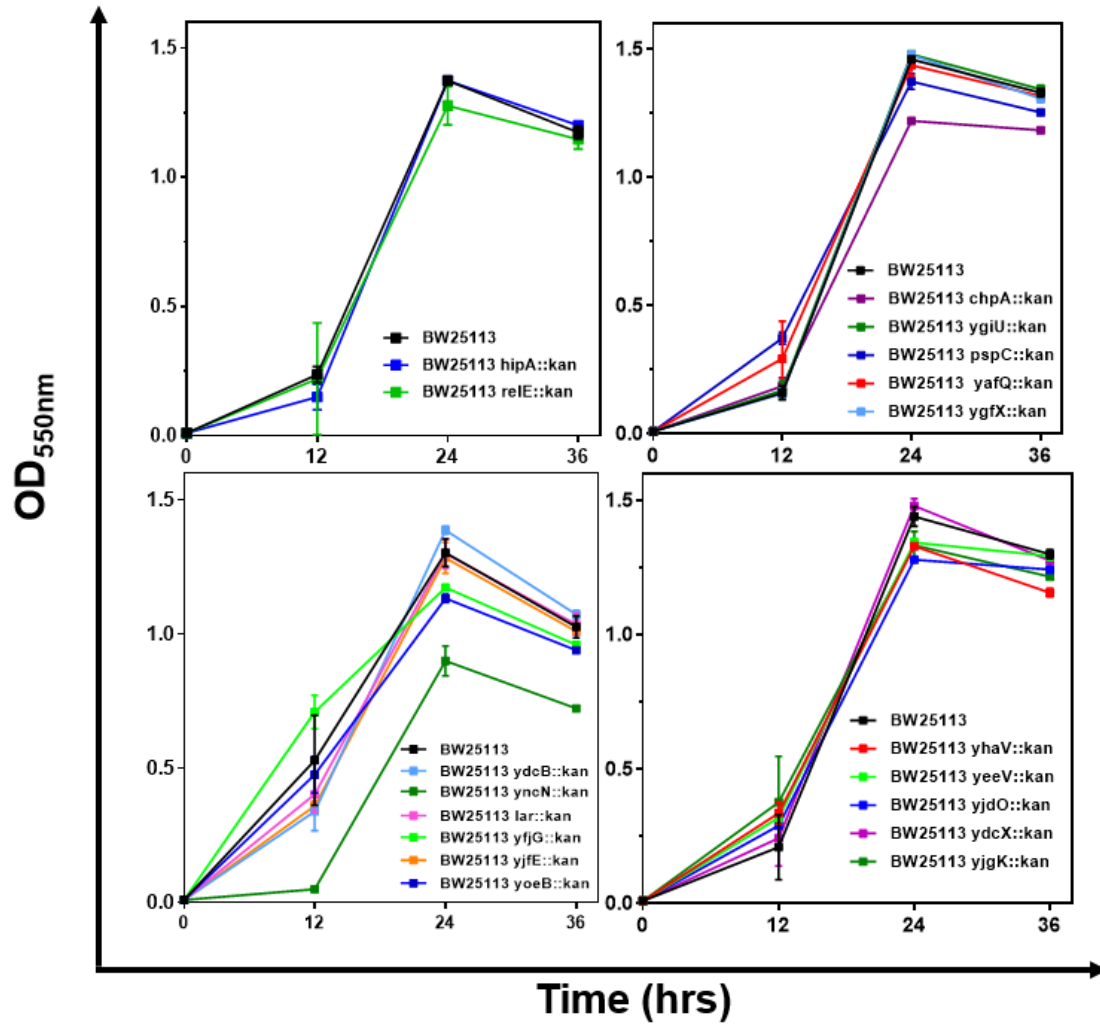 OD550nm
1.5
1.0
0.5
0.0
0 12 24 36
BW25113
BW25113 hipA::kan
BW25113 relE::kan
1.5
1.0
0.5
0.0
0 12 24 36
BW25113
BW25113 chpA::kan
BW25113 ygiU::kan
BW25113 pspC::kan
BW25113 yafQ::kan
BW25113 ygfX::kan
1.5
1.0
0.5
0.0
0 12 24 36
BW25113
BW25113 ydcB::kan
BW25113 yncN::kan
BW25113 lar::kan
BW25113 yfjG::kan
BW25113 yjfE::kan
BW25113 yoeB::kan
1.5
1.0
0.5
0.0
0 12 24 36
BW25113
BW25113 yhaV::kan
BW25113 yeeV::kan
BW25113 yjdO::kan
BW25113 ydcX::kan
BW25113 yjgK::kan
Time (hrs)